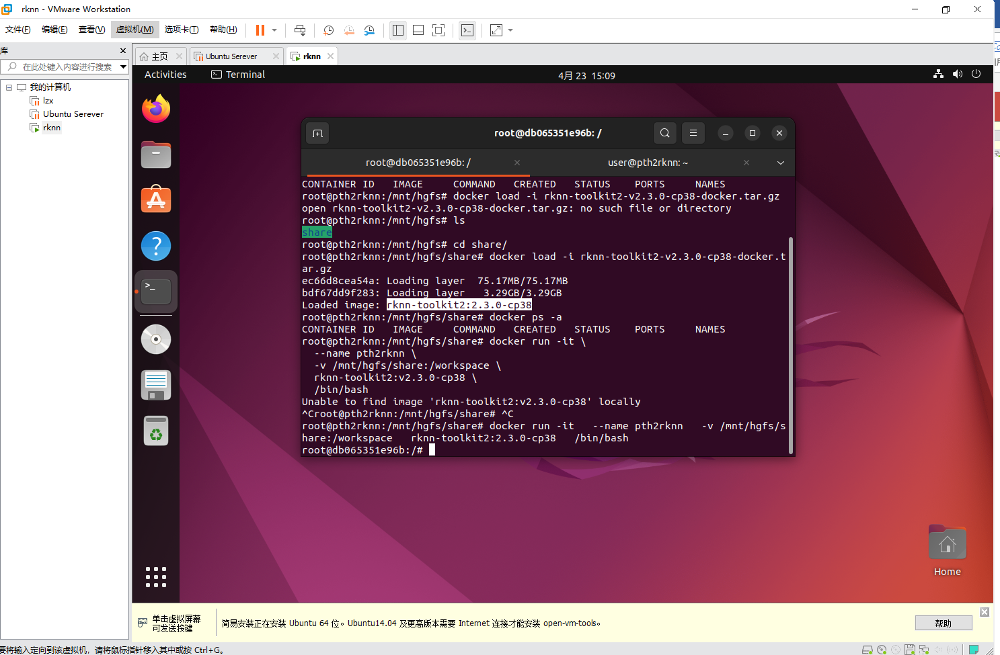 rknn - VMware Workstation
文件(F) 编辑(E) 查看(V) 虚拟机(M) 选项卡(T) 帮助(H)
库
在此处键入内容进行搜索
我的计算机
lzx
Ubuntu Serever
rknn
主页
Ubuntu Serever
rknn
Activities
Terminal
4月 23 15:09
root@db065351e96b: /
root@db065351e96b: /
user@pth2rknn: ~
CONTAINER ID   IMAGE     COMMAND   CREATED   STATUS    PORTS     NAMES
root@pth2rknn:/mnt/hgfs# docker load -i rknn-toolkit2-v2.3.0-cp38-docker.tar.gz
open rknn-toolkit2-v2.3.0-cp38-docker.tar.gz: no such file or directory
root@pth2rknn:/mnt/hgfs# ls
share
root@pth2rknn:/mnt/hgfs# cd share/
root@pth2rknn:/mnt/hgfs/share# docker load -i rknn-toolkit2-v2.3.0-cp38-docker.t
ar.gz
ec66d8cea54a: Loading layer  75.17MB/75.17MB
bdf67dd9f283: Loading layer   3.29GB/3.29GB
Loaded image: rknn-toolkit2:2.3.0-cp38
root@pth2rknn:/mnt/hgfs/share# docker ps -a
CONTAINER ID   IMAGE     COMMAND   CREATED   STATUS    PORTS     NAMES
root@pth2rknn:/mnt/hgfs/share# docker run -it \
  --name pth2rknn \
  -v /mnt/hgfs/share:/workspace \
  rknn-toolkit2:v2.3.0-cp38 \
  /bin/bash
Unable to find image 'rknn-toolkit2:v2.3.0-cp38' locally
^Croot@pth2rknn:/mnt/hgfs/share# ^C
root@pth2rknn:/mnt/hgfs/share# docker run -it   --name pth2rknn   -v /mnt/hgfs/s
hare:/workspace   rknn-toolkit2:2.3.0-cp38   /bin/bash
root@db065351e96b:/#
Home
单击虚拟屏幕
可发送按键
简易安装正在安装 Ubuntu 64 位。Ubuntu14.04 及更高版本需要 Internet 连接才能安装 open-vm-tools。
帮助
要将输入定向到该虚拟机，请将鼠标指针移入其中或按 Ctrl+G。